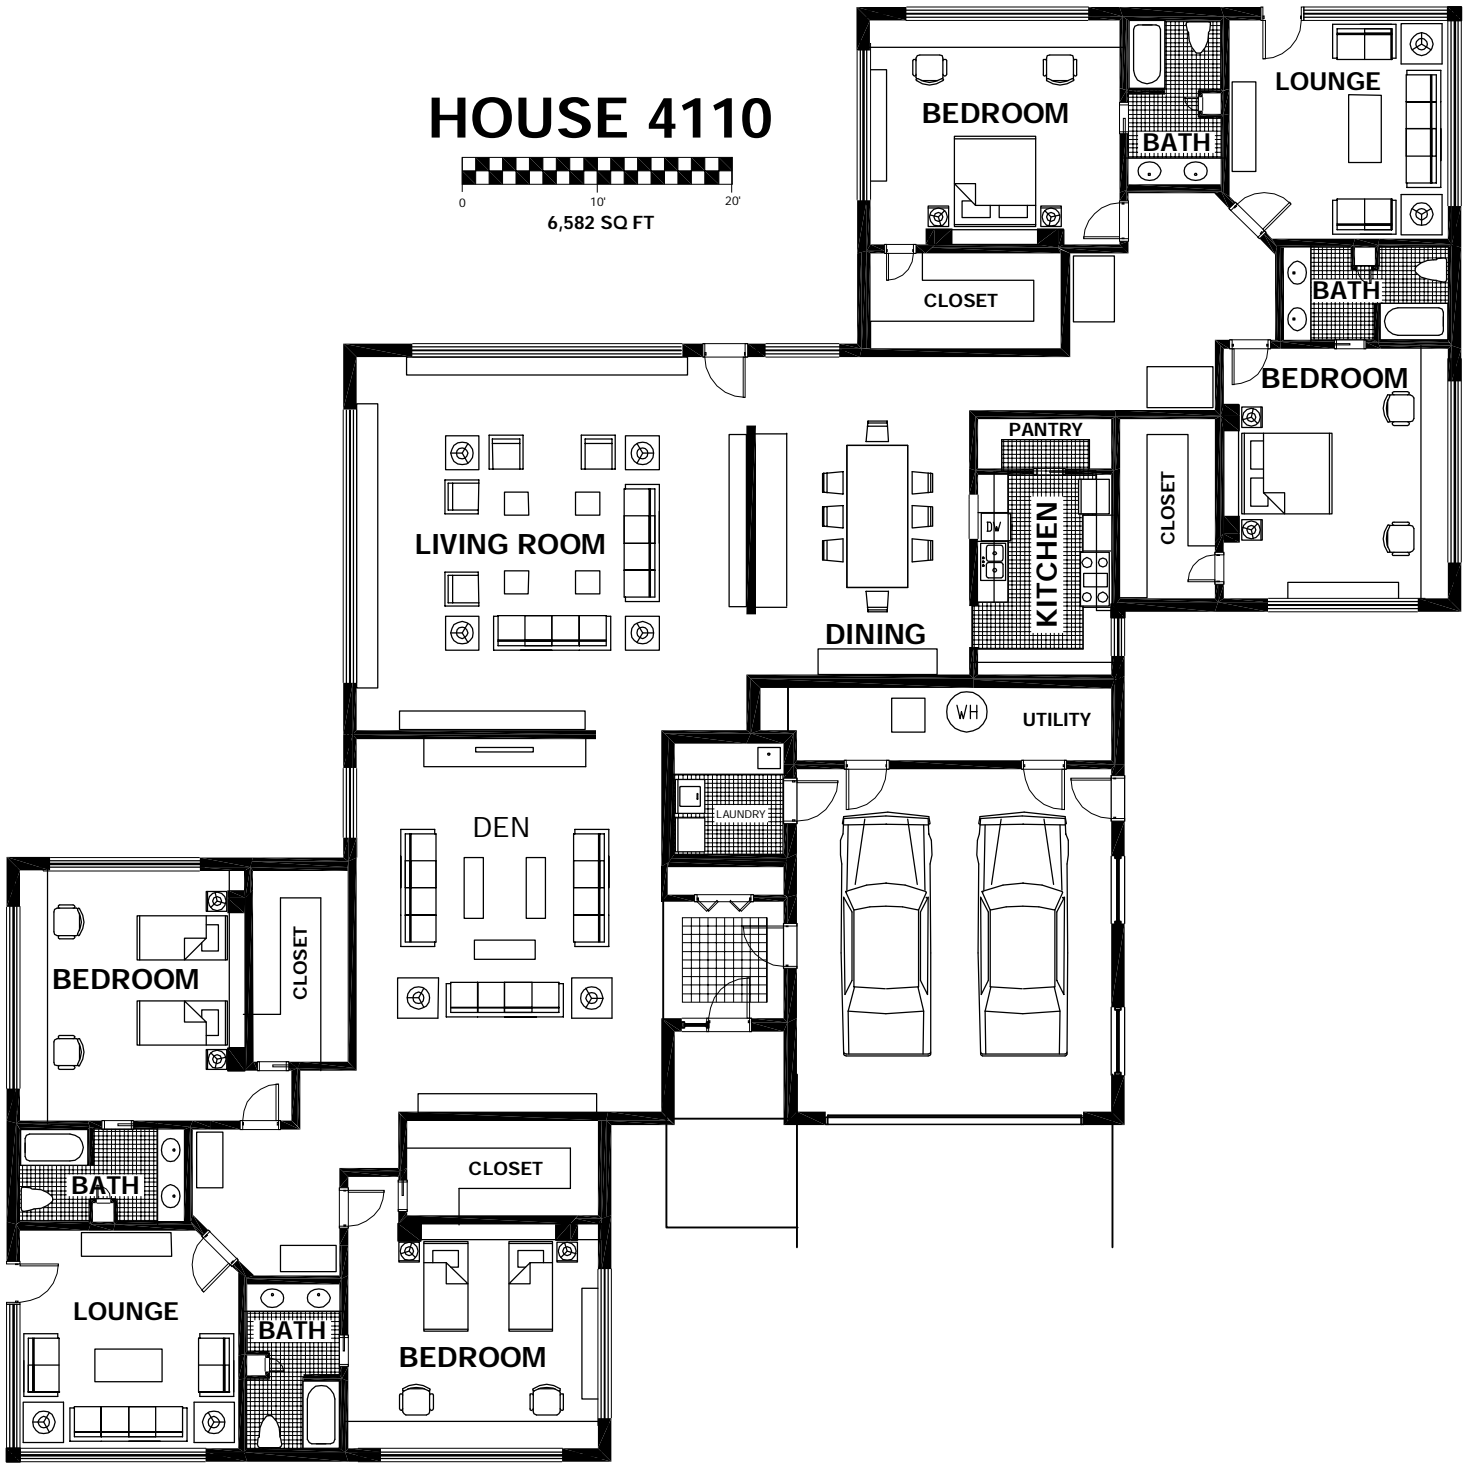 HOUSE 4110
0 10' 20'
6,582 SQ FT
BEDROOM
BATH
LOUNGE
CLOSET
BATH
BEDROOM
PANTRY
CLOSET
KITCHEN
DW
LIVING ROOM
DINING
WH
UTILITY
LAUNDRY
DEN
BEDROOM
CLOSET
BATH
CLOSET
LOUNGE
BATH
BEDROOM